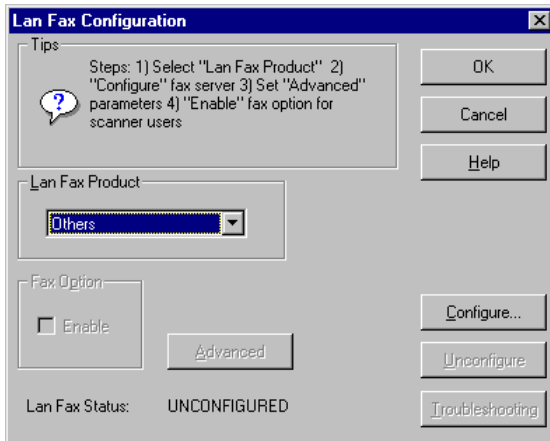 Lan Fax Configuration
Tips
Steps: 1) Select "Lan Fax Product" 2)
"Configure" fax server 3) Set "Advanced"
parameters 4) "Enable" fax option for
scanner users
OK
Cancel
Help
Lan Fax Product
Others
Fax Option
Enable
Advanced
Configure...
Unconfigure
Troubleshooting
Lan Fax Status: UNCONFIGURED